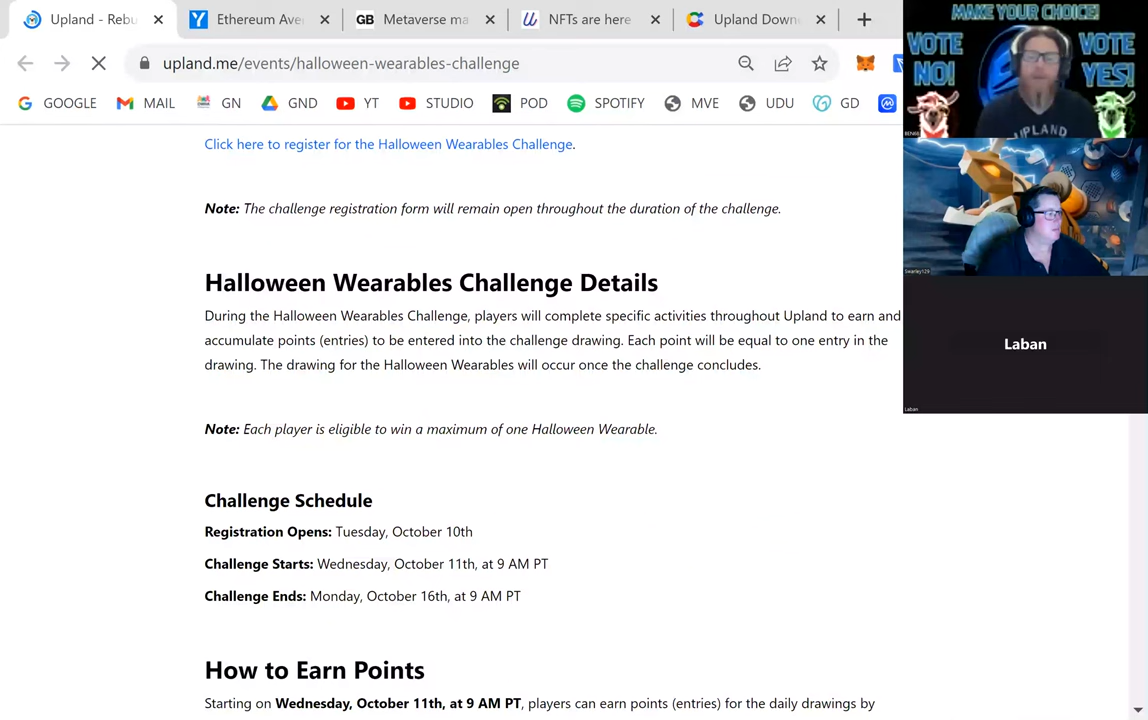 Upland - Rebu
Ethereum Ave
GB Metaverse ma
NFTs are here
Upland Down
upland.me/events/halloween-wearables-challenge
GOOGLE MAIL GN GND YT STUDIO POD SPOTIFY MVE UDU GD
Click here to register for the Halloween Wearables Challenge.
Note: The challenge registration form will remain open throughout the duration of the challenge.
Halloween Wearables Challenge Details
During the Halloween Wearables Challenge, players will complete specific activities throughout Upland to earn and
accumulate points (entries) to be entered into the challenge drawing. Each point will be equal to one entry in the
drawing. The drawing for the Halloween Wearables will occur once the challenge concludes.
Note: Each player is eligible to win a maximum of one Halloween Wearable.
Challenge Schedule
Registration Opens: Tuesday, October 10th
Challenge Starts: Wednesday, October 11th, at 9 AM PT
Challenge Ends: Monday, October 16th, at 9 AM PT
How to Earn Points
Starting on Wednesday, October 11th, at 9 AM PT, players can earn points (entries) for the daily drawings by
MAKE YOUR CHOICE!
VOTE NO!
VOTE YES!
UPLAND
BEN68
Swarley129
Laban
Laban